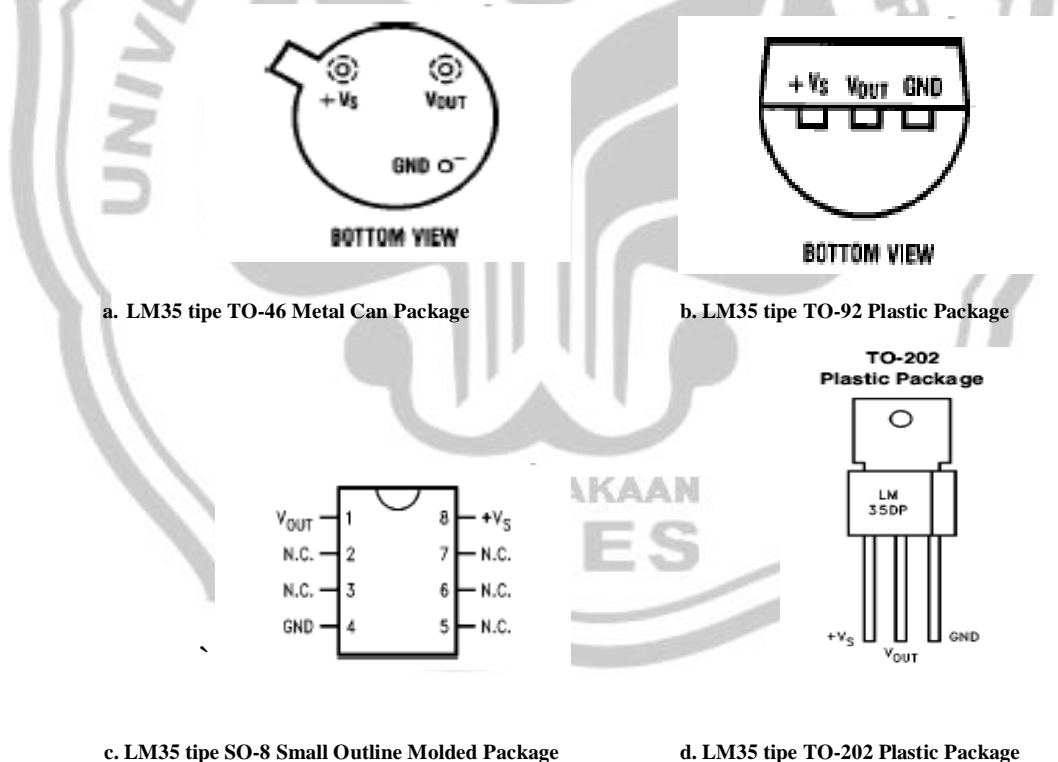 UNIVE
+VS
VOUT
GND
BOTTOM VIEW
+VS VOUT GND
BOTTOM VIEW
a. LM35 tipe TO-46 Metal Can Package
b. LM35 tipe TO-92 Plastic Package
TO-202
Plastic Package
LM
35DP
+VS
VOUT
GND
VOUT 1 8 +VS
N.C. 2 7 N.C.
N.C. 3 6 N.C.
GND 4 5 N.C.
AKAAN
ES
c. LM35 tipe SO-8 Small Outline Molded Package
d. LM35 tipe TO-202 Plastic Package